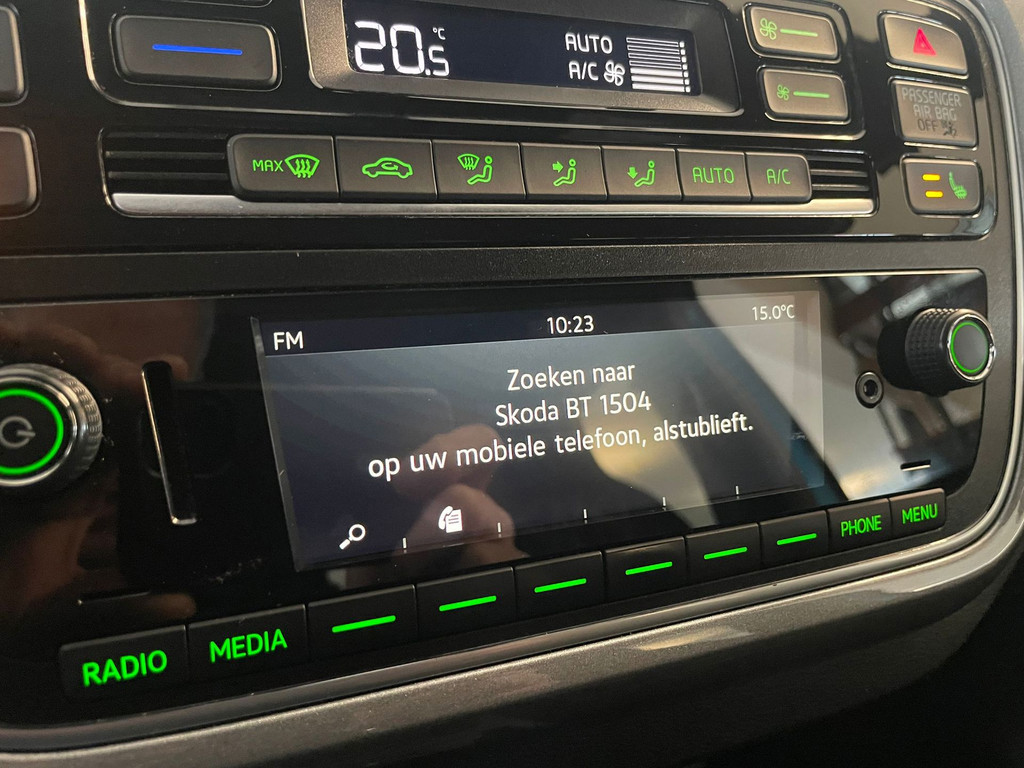 20.5 °C
AUTO
A/C
PASSENGER
AIR BAG
OFF
MAX
AUTO
A/C
FM
10:23
15.0°C
Zoeken naar
Skoda BT 1504
op uw mobiele telefoon, alstublieft.
RADIO
MEDIA
PHONE
MENU